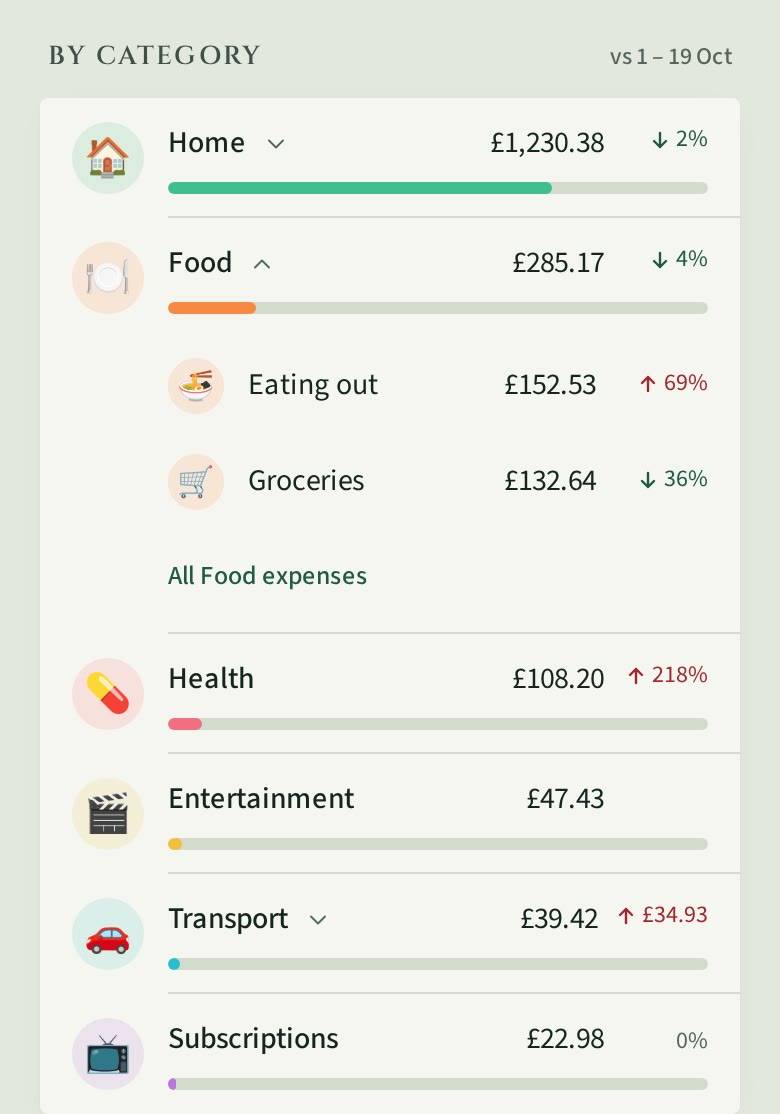 BY CATEGORY vs 1 – 19 Oct
Home £1,230.38 ↓ 2%
Food £285.17 ↓ 4%
Eating out £152.53 ↑ 69%
Groceries £132.64 ↓ 36%
All Food expenses
Health £108.20 ↑ 218%
Entertainment £47.43
Transport £39.42 ↑ £34.93
Subscriptions £22.98 0%